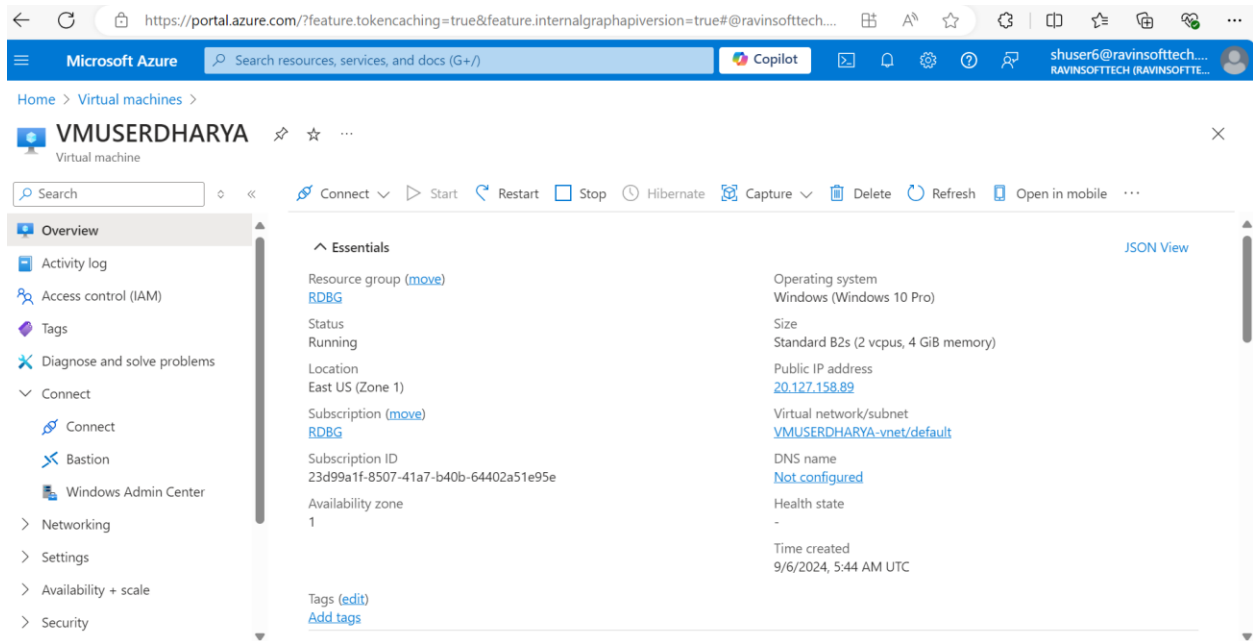 https://portal.azure.com/?feature.tokencaching=true&feature.internalgraphapiversion=true#@ravinsofttech....
Microsoft Azure
Search resources, services, and docs (G+/)
Copilot
shuser6@ravinsofttech....
RAVINSOFTTECH (RAVINSOFTTE...
Home > Virtual machines >
VMUSERDHARYA
Virtual machine
Search
Connect
Start
Restart
Stop
Hibernate
Capture
Delete
Refresh
Open in mobile
Overview
Activity log
Access control (IAM)
Tags
Diagnose and solve problems
Connect
Connect
Bastion
Windows Admin Center
Networking
Settings
Availability + scale
Security
Essentials
JSON View
Resource group (move)
RDBG
Status
Running
Location
East US (Zone 1)
Subscription (move)
RDBG
Subscription ID
23d99a1f-8507-41a7-b40b-64402a51e95e
Availability zone
1
Operating system
Windows (Windows 10 Pro)
Size
Standard B2s (2 vcpus, 4 GiB memory)
Public IP address
20.127.158.89
Virtual network/subnet
VMUSERDHARYA-vnet/default
DNS name
Not configured
Health state
-
Time created
9/6/2024, 5:44 AM UTC
Tags (edit)
Add tags